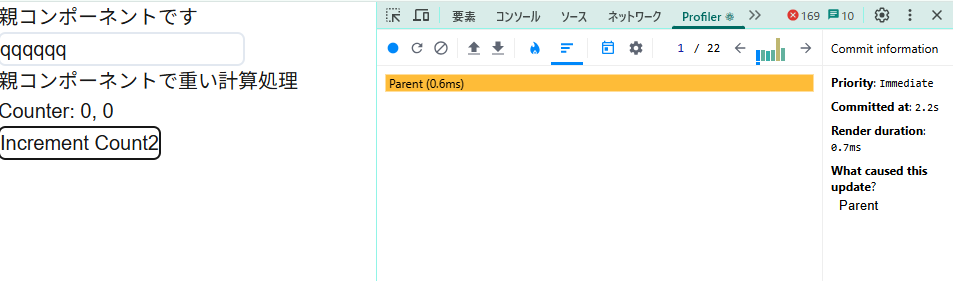 親コンポーネントです
qqqqqq
親コンポーネントで重い計算処理
Counter: 0, 0
Increment Count2
要素 コンソール ソース ネットワーク Profiler 169 10
1 / 22
Parent (0.6ms)
Commit information
Priority: Immediate
Committed at: 2.2s
Render duration:
0.7ms
What caused this
update?
Parent